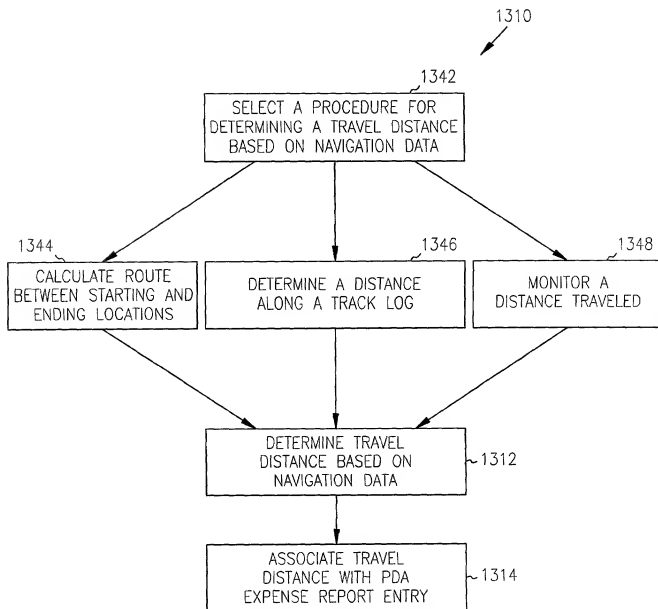 1310
1342
SELECT A PROCEDURE FOR
DETERMINING A TRAVEL DISTANCE
BASED ON NAVIGATION DATA
1344
CALCULATE ROUTE
BETWEEN STARTING AND
ENDING LOCATIONS
1346
DETERMINE A DISTANCE
ALONG A TRACK LOG
1348
MONITOR A
DISTANCE TRAVELED
DETERMINE TRAVEL
DISTANCE BASED ON
NAVIGATION DATA
1312
ASSOCIATE TRAVEL
DISTANCE WITH PDA
EXPENSE REPORT ENTRY
1314